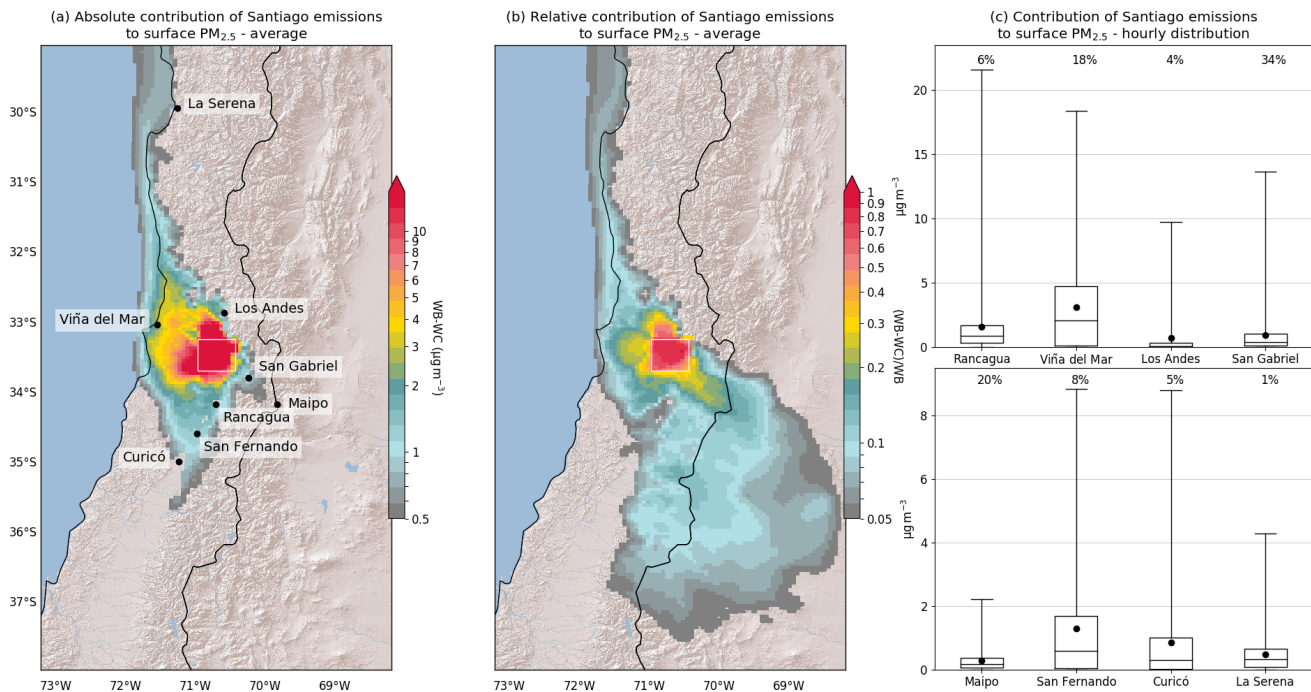 (a) Absolute contribution of Santiago emissions
to surface PM2.5 - average
La Serena
Viña del Mar
Los Andes
San Gabriel
Maipo
Rancagua
San Fernando
Curicó
30°S
31°S
32°S
33°S
34°S
35°S
36°S
37°S
73°W 72°W 71°W 70°W 69°W
10
9
8
7
6
5
4
3
2
1
0.5
WB-WC (µg m−3)
(b) Relative contribution of Santiago emissions
to surface PM2.5 - average
73°W 72°W 71°W 70°W 69°W
1
0.9
0.8
0.7
0.6
0.5
0.4
0.3
0.2
0.1
0.05
(WB-WC)/WB
(c) Contribution of Santiago emissions
to surface PM2.5 - hourly distribution
6% 18% 4% 34%
20
15
10
5
0
µg m−3
Rancagua Viña del Mar Los Andes San Gabriel
20% 8% 5% 1%
8
6
4
2
0
µg m−3
Maipo San Fernando Curicó La Serena